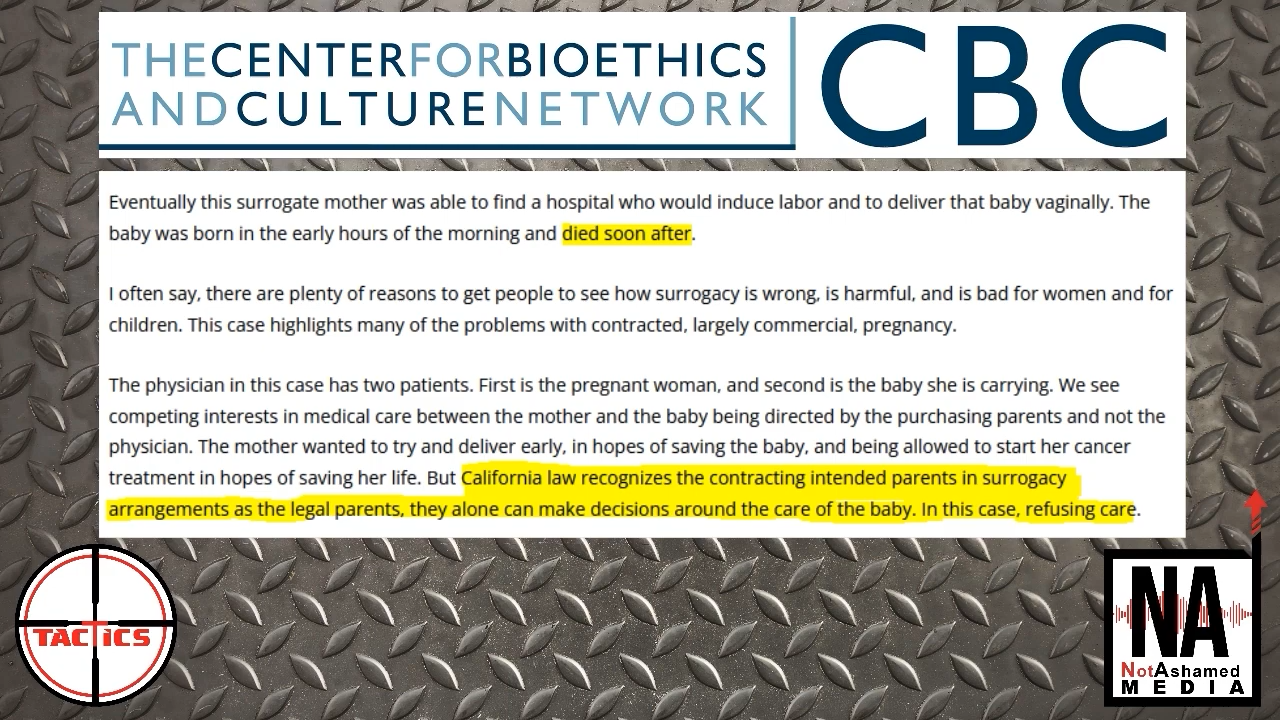 THECENTERFORBIOETHICS
ANDCULTURENETWORK
CBC
Eventually this surrogate mother was able to find a hospital who would induce labor and to deliver that baby vaginally. The
baby was born in the early hours of the morning and died soon after.
I often say, there are plenty of reasons to get people to see how surrogacy is wrong, is harmful, and is bad for women and for
children. This case highlights many of the problems with contracted, largely commercial, pregnancy.
The physician in this case has two patients. First is the pregnant woman, and second is the baby she is carrying. We see
competing interests in medical care between the mother and the baby being directed by the purchasing parents and not the
physician. The mother wanted to try and deliver early, in hopes of saving the baby, and being allowed to start her cancer
treatment in hopes of saving her life. But California law recognizes the contracting intended parents in surrogacy
arrangements as the legal parents, they alone can make decisions around the care of the baby. In this case, refusing care.
TACTICS
NA
NotAshamed
MEDIA